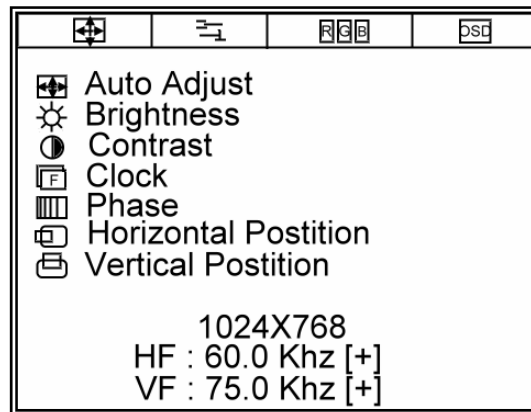 R G B OSD
Auto Adjust
Brightness
Contrast
F Clock
Phase
Horizontal Postition
Vertical Postition
1024X768
HF : 60.0 Khz [+]
VF : 75.0 Khz [+]